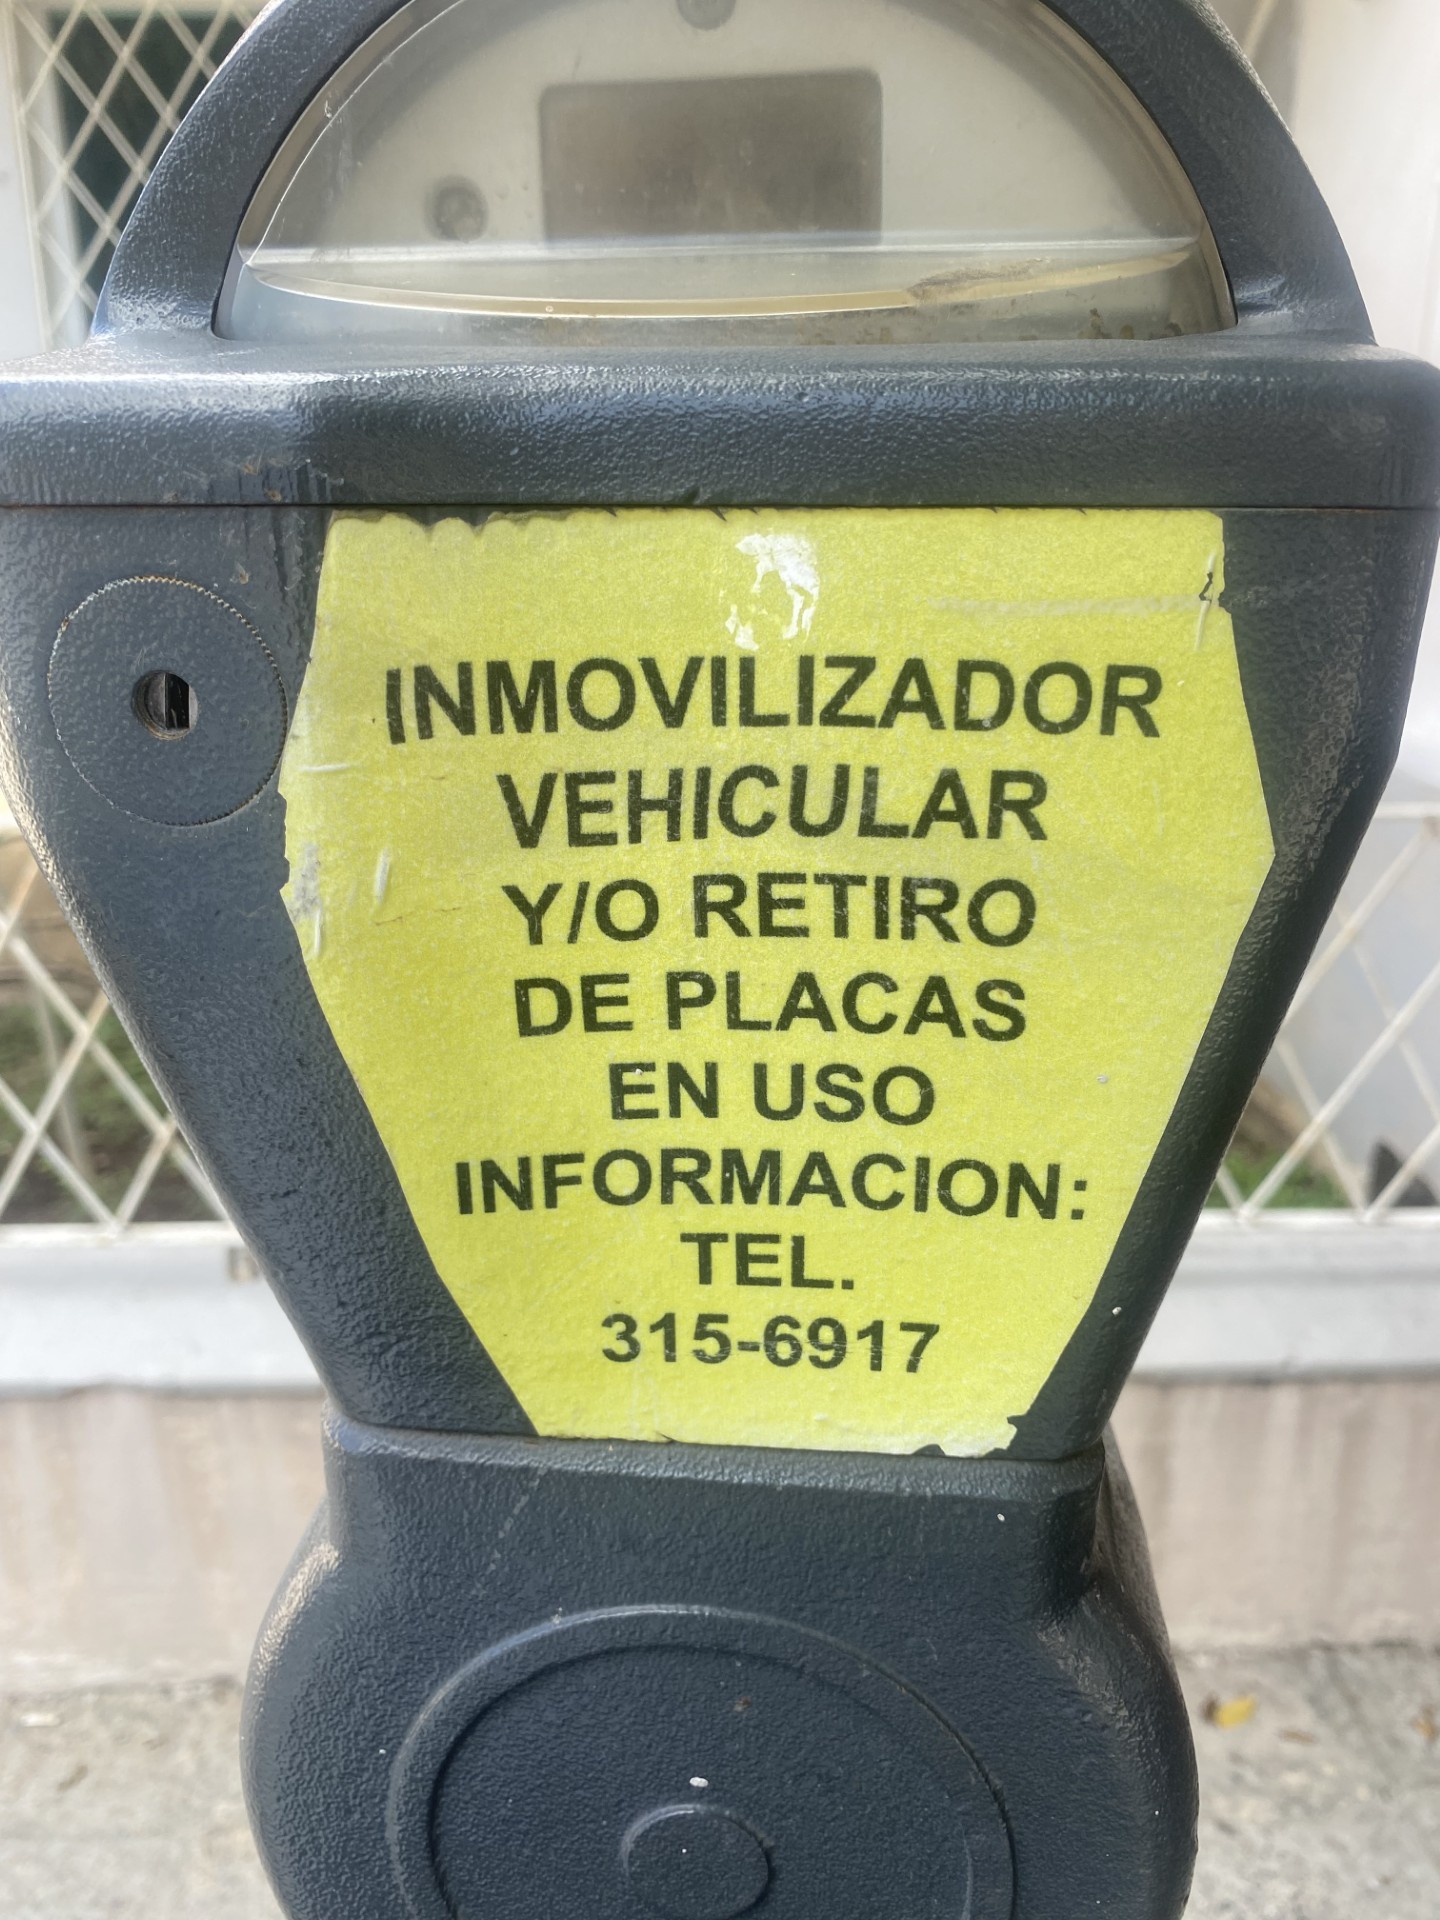 INMOVILIZADOR
VEHICULAR
Y/O RETIRO
DE PLACAS
EN USO
INFORMACION:
TEL.
315-6917